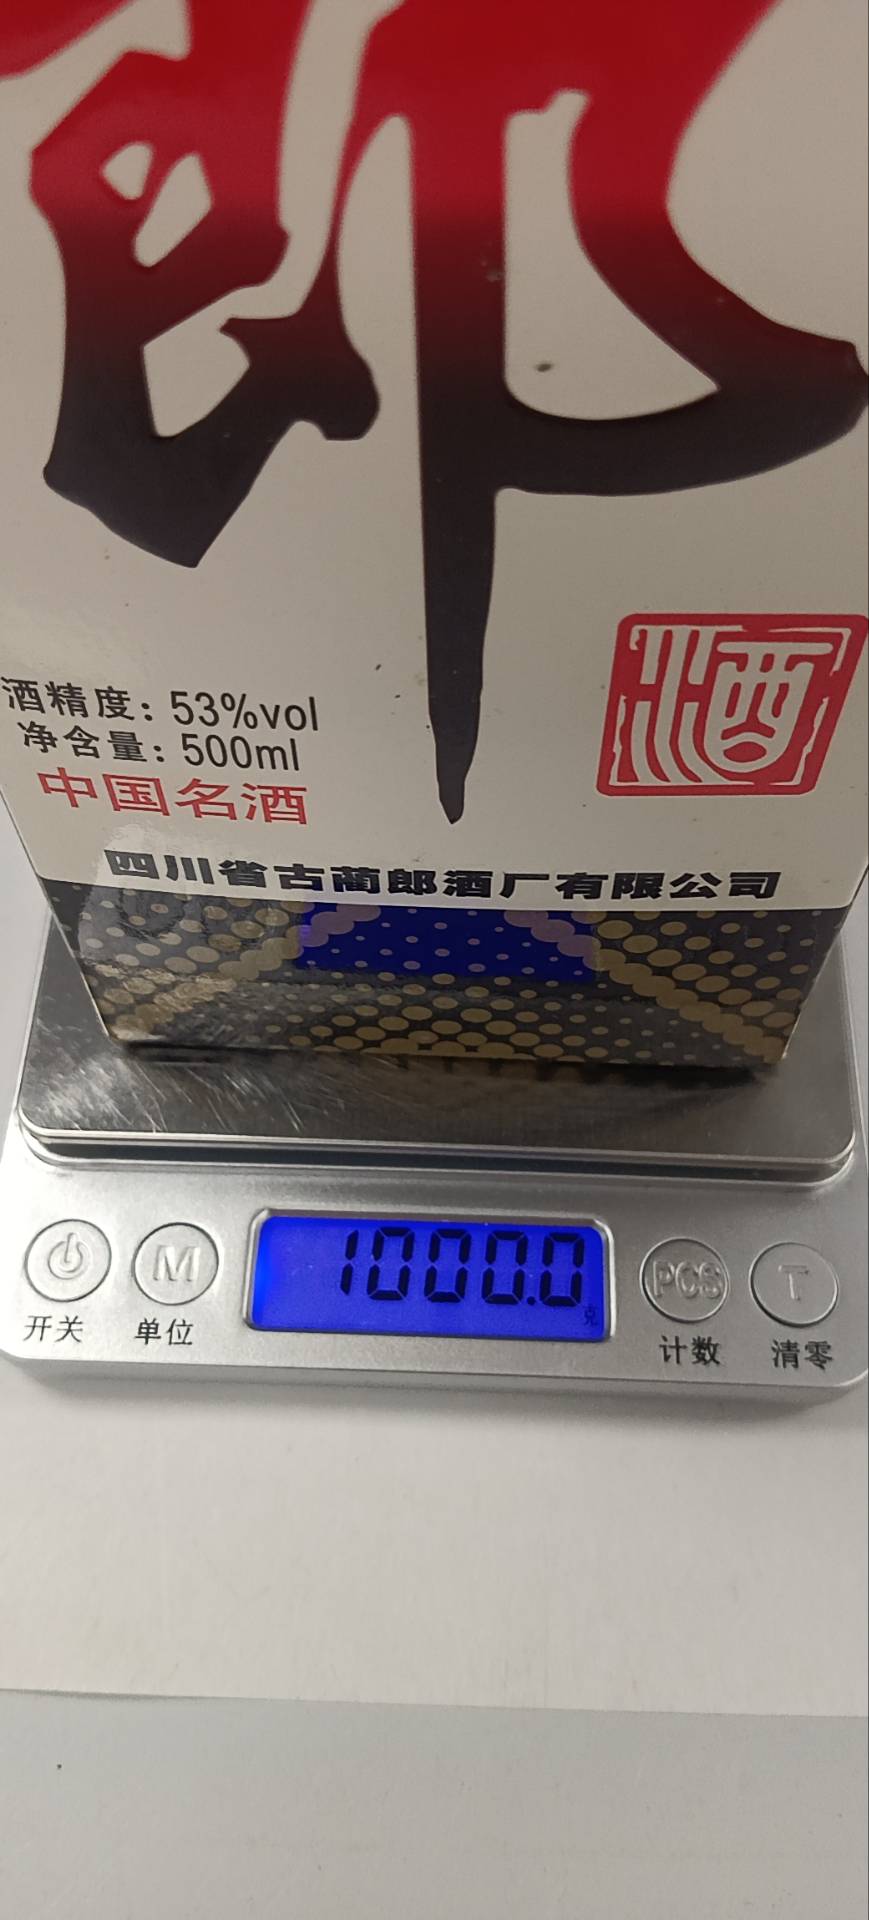 郎
酒
酒精度：53%vol
净含量：500ml
中国名酒
四川省古蔺郎酒厂有限公司
1000.0
克
M PCS T
开关 单位 计数 清零